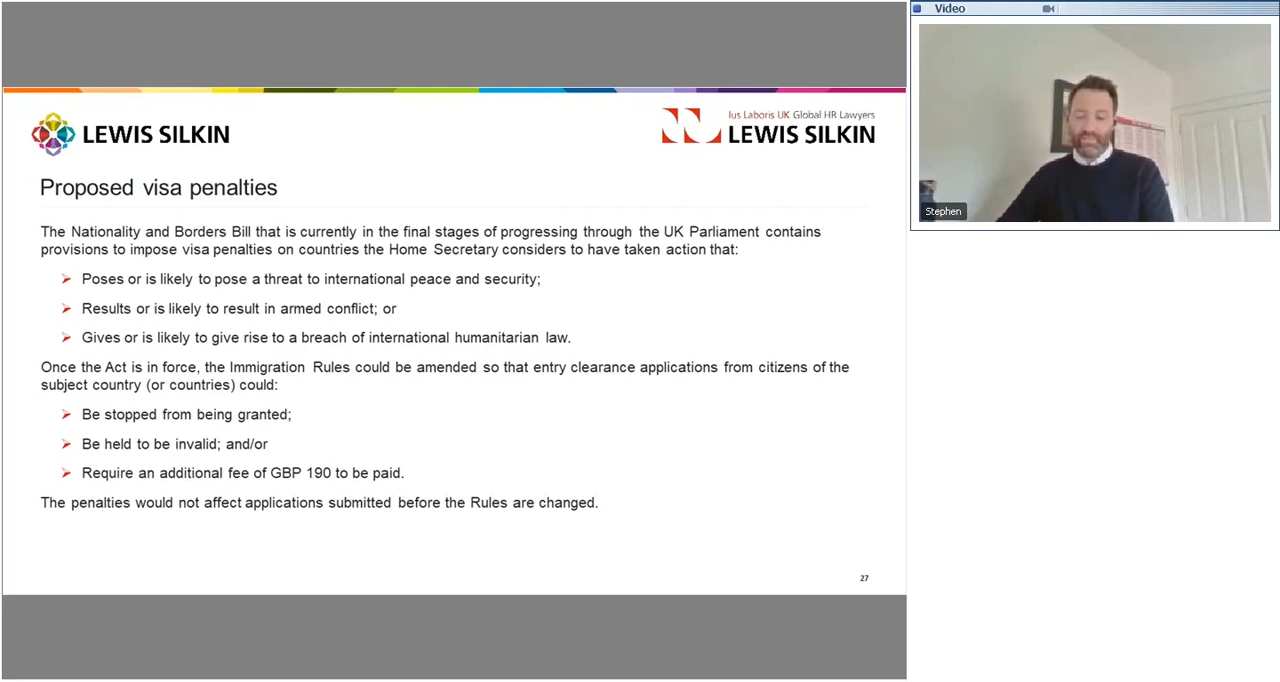 LEWIS SILKIN
Ius Laboris UK Global HR Lawyers
LEWIS SILKIN
Proposed visa penalties
The Nationality and Borders Bill that is currently in the final stages of progressing through the UK Parliament contains
provisions to impose visa penalties on countries the Home Secretary considers to have taken action that:
Poses or is likely to pose a threat to international peace and security;
Results or is likely to result in armed conflict; or
Gives or is likely to give rise to a breach of international humanitarian law.
Once the Act is in force, the Immigration Rules could be amended so that entry clearance applications from citizens of the
subject country (or countries) could:
Be stopped from being granted;
Be held to be invalid; and/or
Require an additional fee of GBP 190 to be paid.
The penalties would not affect applications submitted before the Rules are changed.
27
Video
Stephen